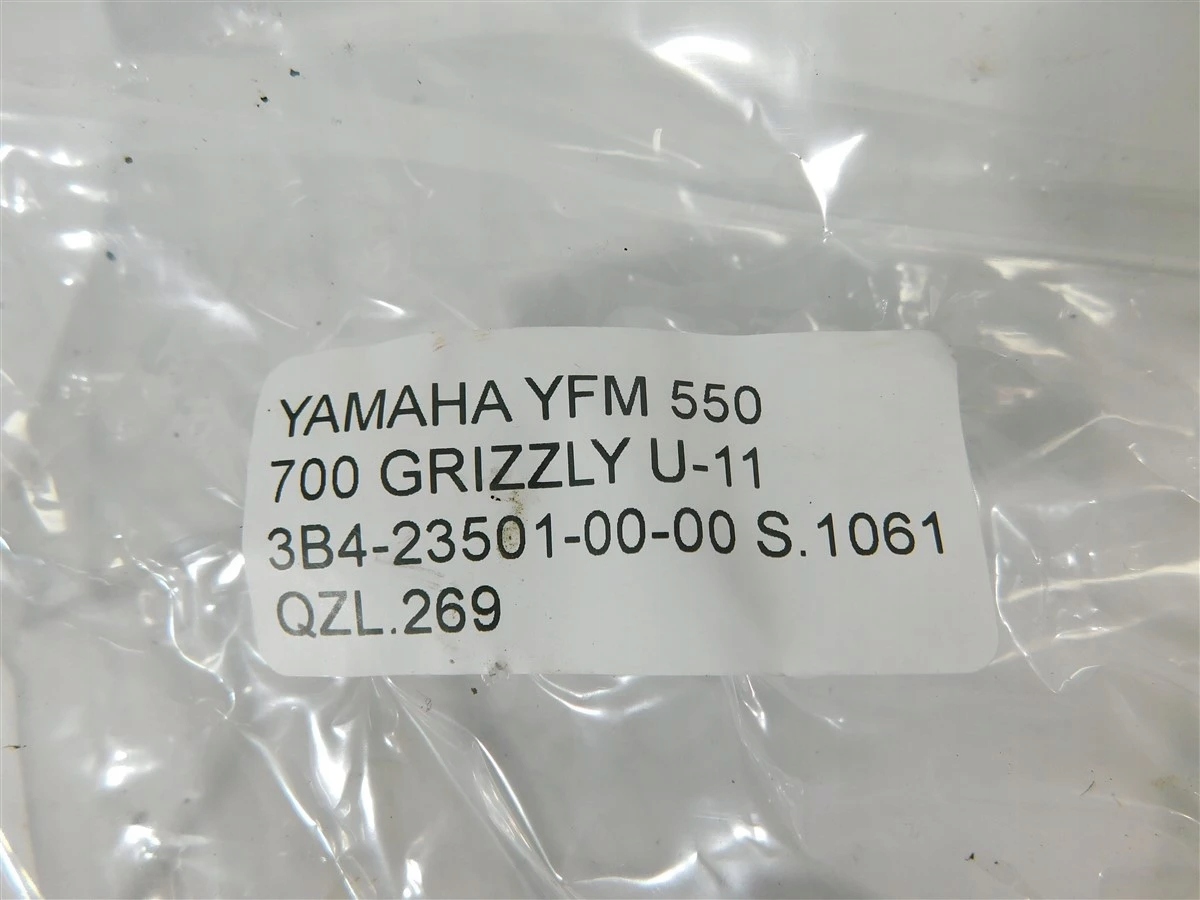 YAMAHA YFM 550
700 GRIZZLY U-11
3B4-23501-00-00 S.1061
QZL.269